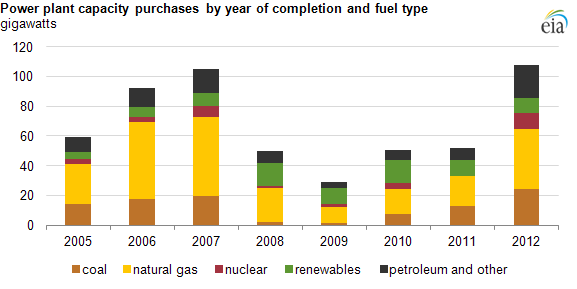 Power plant capacity purchases by year of completion and fuel type
gigawatts
eia
120
100
80
60
40
20
0
2005 2006 2007 2008 2009 2010 2011 2012
coal natural gas nuclear renewables petroleum and other